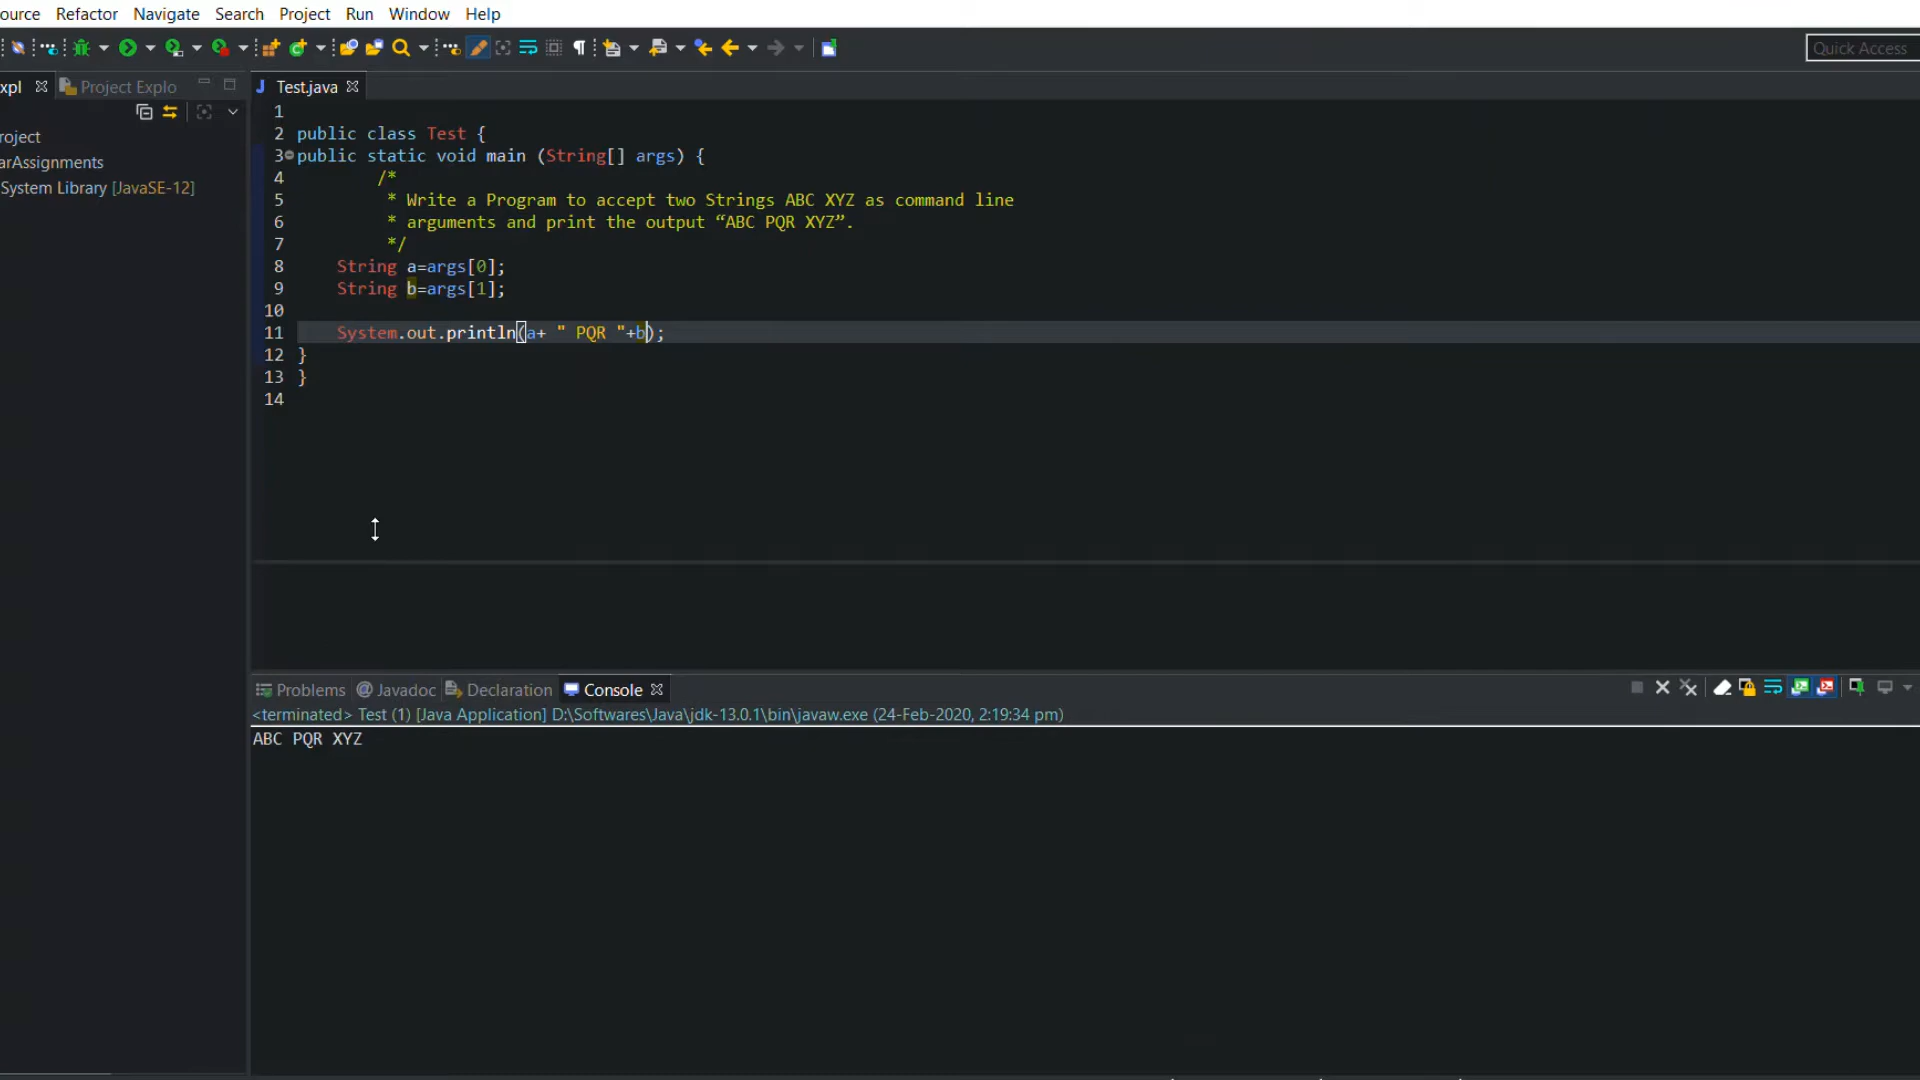 ource Refactor Navigate Search Project Run Window Help
Quick Access
xpl Project Explo
Test.java
roject
arAssignments
System Library [JavaSE-12]
1
2 public class Test {
3 public static void main (String[] args) {
4 /*
5 * Write a Program to accept two Strings ABC XYZ as command line
6 * arguments and print the output “ABC PQR XYZ”.
7 */
8 String a=args[0];
9 String b=args[1];
10
11 System.out.println(a+ " PQR "+b);
12 }
13 }
14
Problems Javadoc Declaration Console
<terminated> Test (1) [Java Application] D:\Softwares\Java\jdk-13.0.1\bin\javaw.exe (24-Feb-2020, 2:19:34 pm)
ABC PQR XYZ